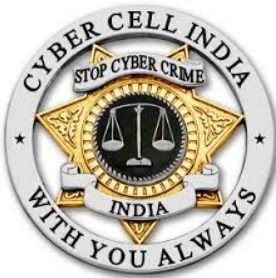 CYBER CELL INDIA
STOP CYBER CRIME
INDIA
WITH YOU ALWAYS